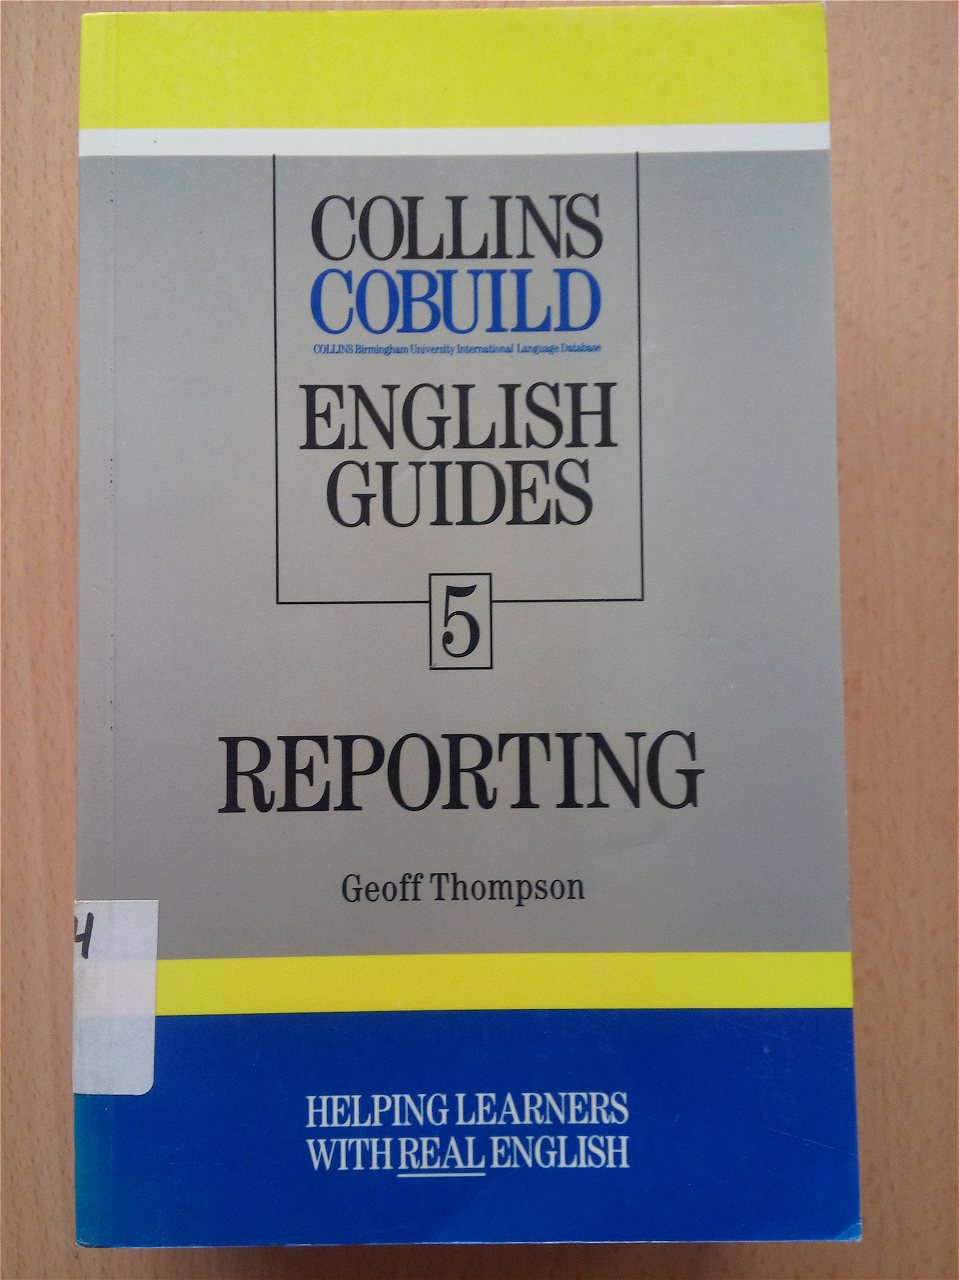 COLLINS
COBUILD
COLLINS Birmingham University International Language Database
ENGLISH
GUIDES
5
REPORTING
Geoff Thompson
4
HELPING LEARNERS
WITH REAL ENGLISH